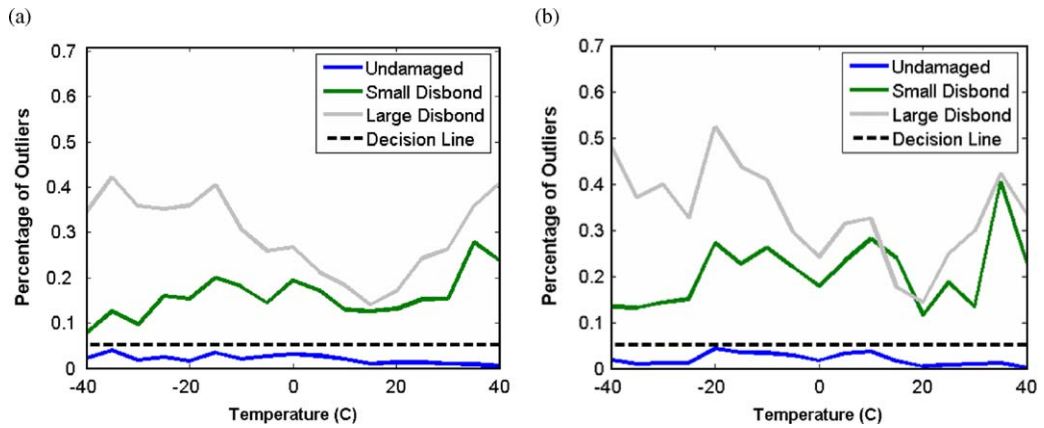 (a)
0.7
0.6
0.5
0.4
0.3
0.2
0.1
0
-40 -20 0 20 40
Percentage of Outliers
Temperature (C)
Undamaged
Small Disbond
Large Disbond
Decision Line
(b)
0.7
0.6
0.5
0.4
0.3
0.2
0.1
0
-40 -20 0 20 40
Percentage of Outliers
Temperature (C)
Undamaged
Small Disbond
Large Disbond
Decision Line